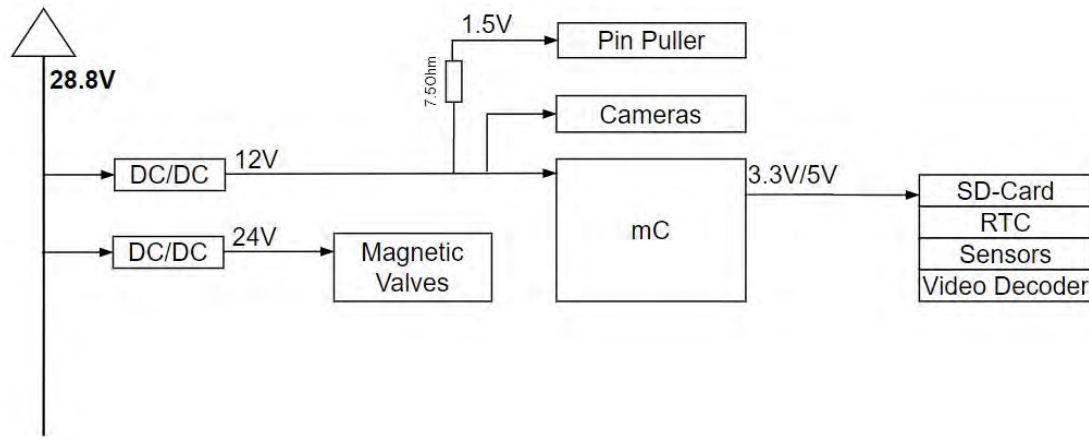 28.8V
1.5V
Pin Puller
7.5Ohm
Cameras
DC/DC
12V
mC
3.3V/5V
SD-Card
RTC
Sensors
Video Decoder
DC/DC
24V
Magnetic
Valves